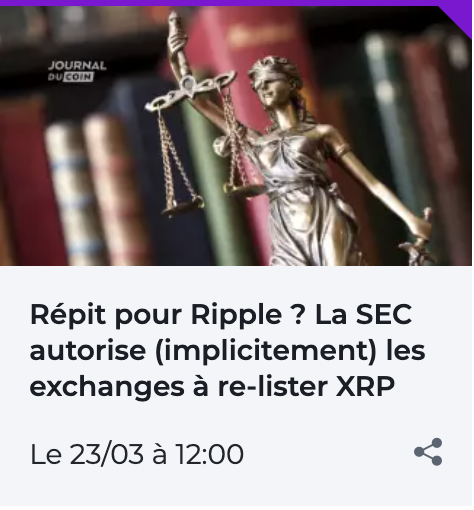 JOURNAL
DU COIN
Répit pour Ripple ? La SEC
autorise (implicitement) les
exchanges à re-lister XRP
Le 23/03 à 12:00